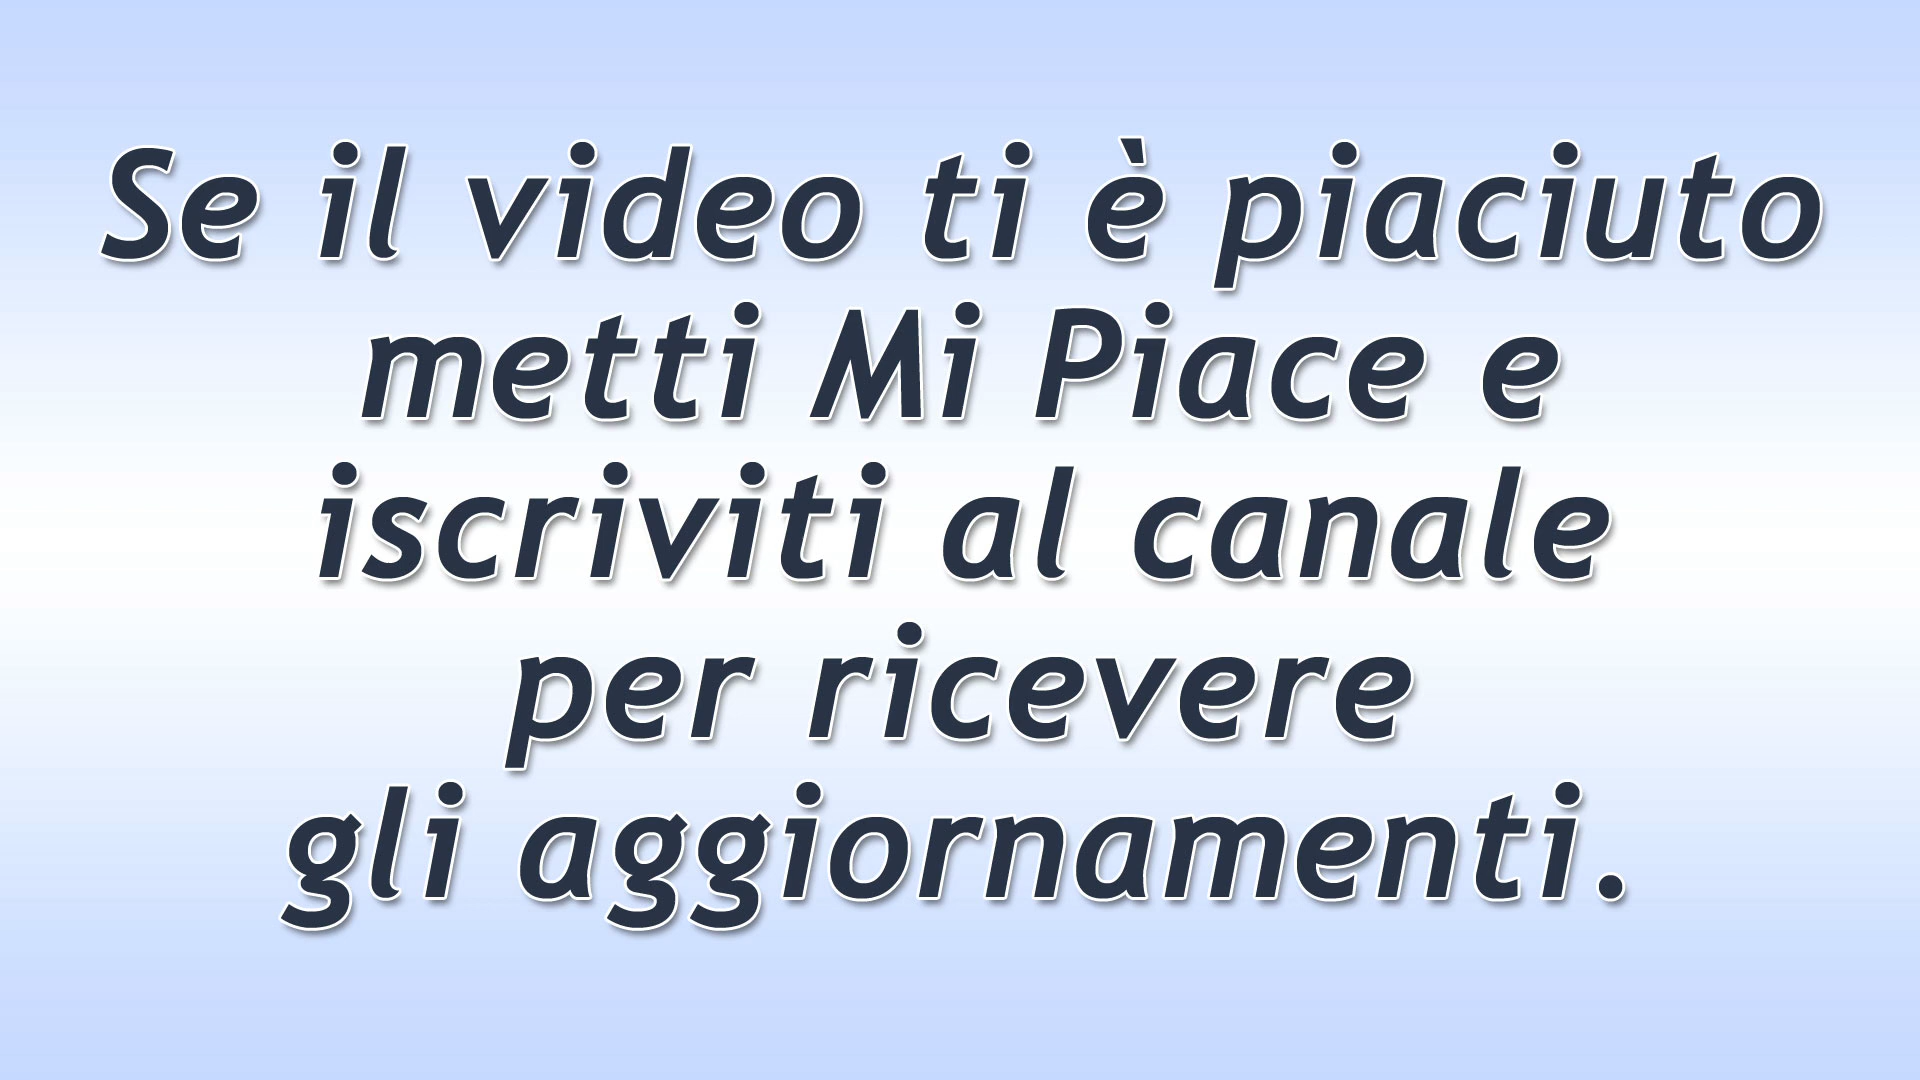 Se il video ti è piaciuto
metti Mi Piace e
iscriviti al canale
per ricevere
gli aggiornamenti.